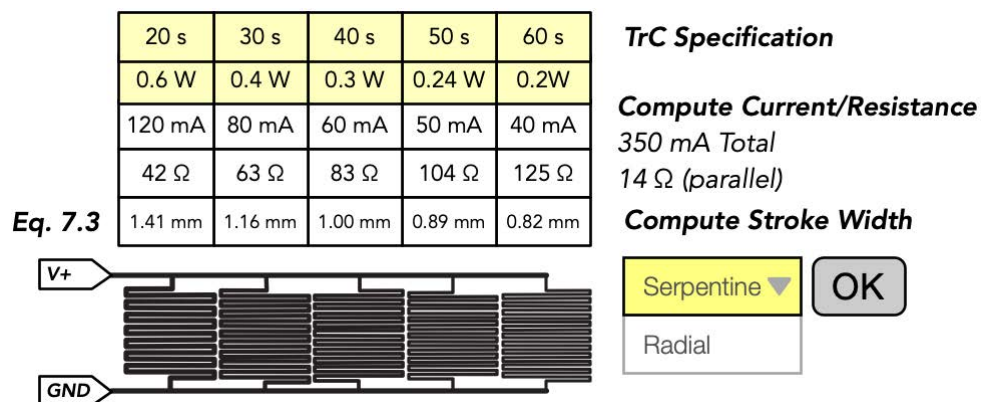 20 s 30 s 40 s 50 s 60 s TrC Specification
0.6 W 0.4 W 0.3 W 0.24 W 0.2W
Compute Current/Resistance
120 mA 80 mA 60 mA 50 mA 40 mA
350 mA Total
42 Ω 63 Ω 83 Ω 104 Ω 125 Ω
14 Ω (parallel)
Eq. 7.3 1.41 mm 1.16 mm 1.00 mm 0.89 mm 0.82 mm Compute Stroke Width
V+
Serpentine OK
Radial
GND